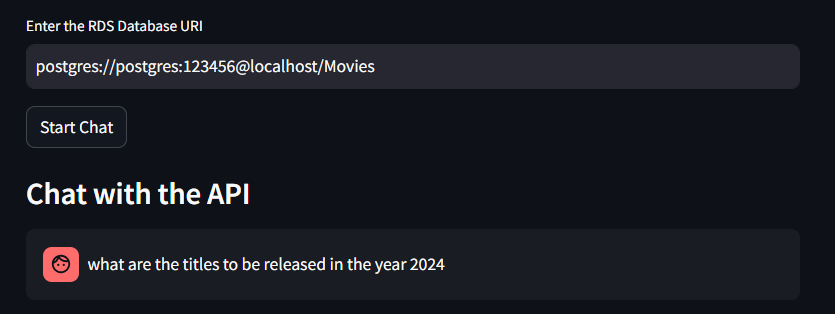 Enter the RDS Database URI
postgres://postgres:123456@localhost/Movies
Start Chat
Chat with the API
what are the titles to be released in the year 2024